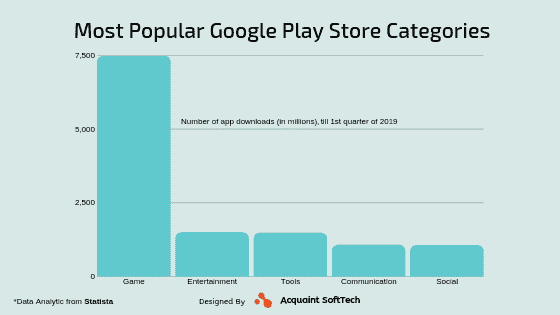 Most Popular Google Play Store Categories
7,500
Number of app downloads (in millions), till 1st quarter of 2019
5,000
2,500
0
Game Entertainment Tools Communication Social
*Data Analytic from Statista Designed By Acquaint SoftTech